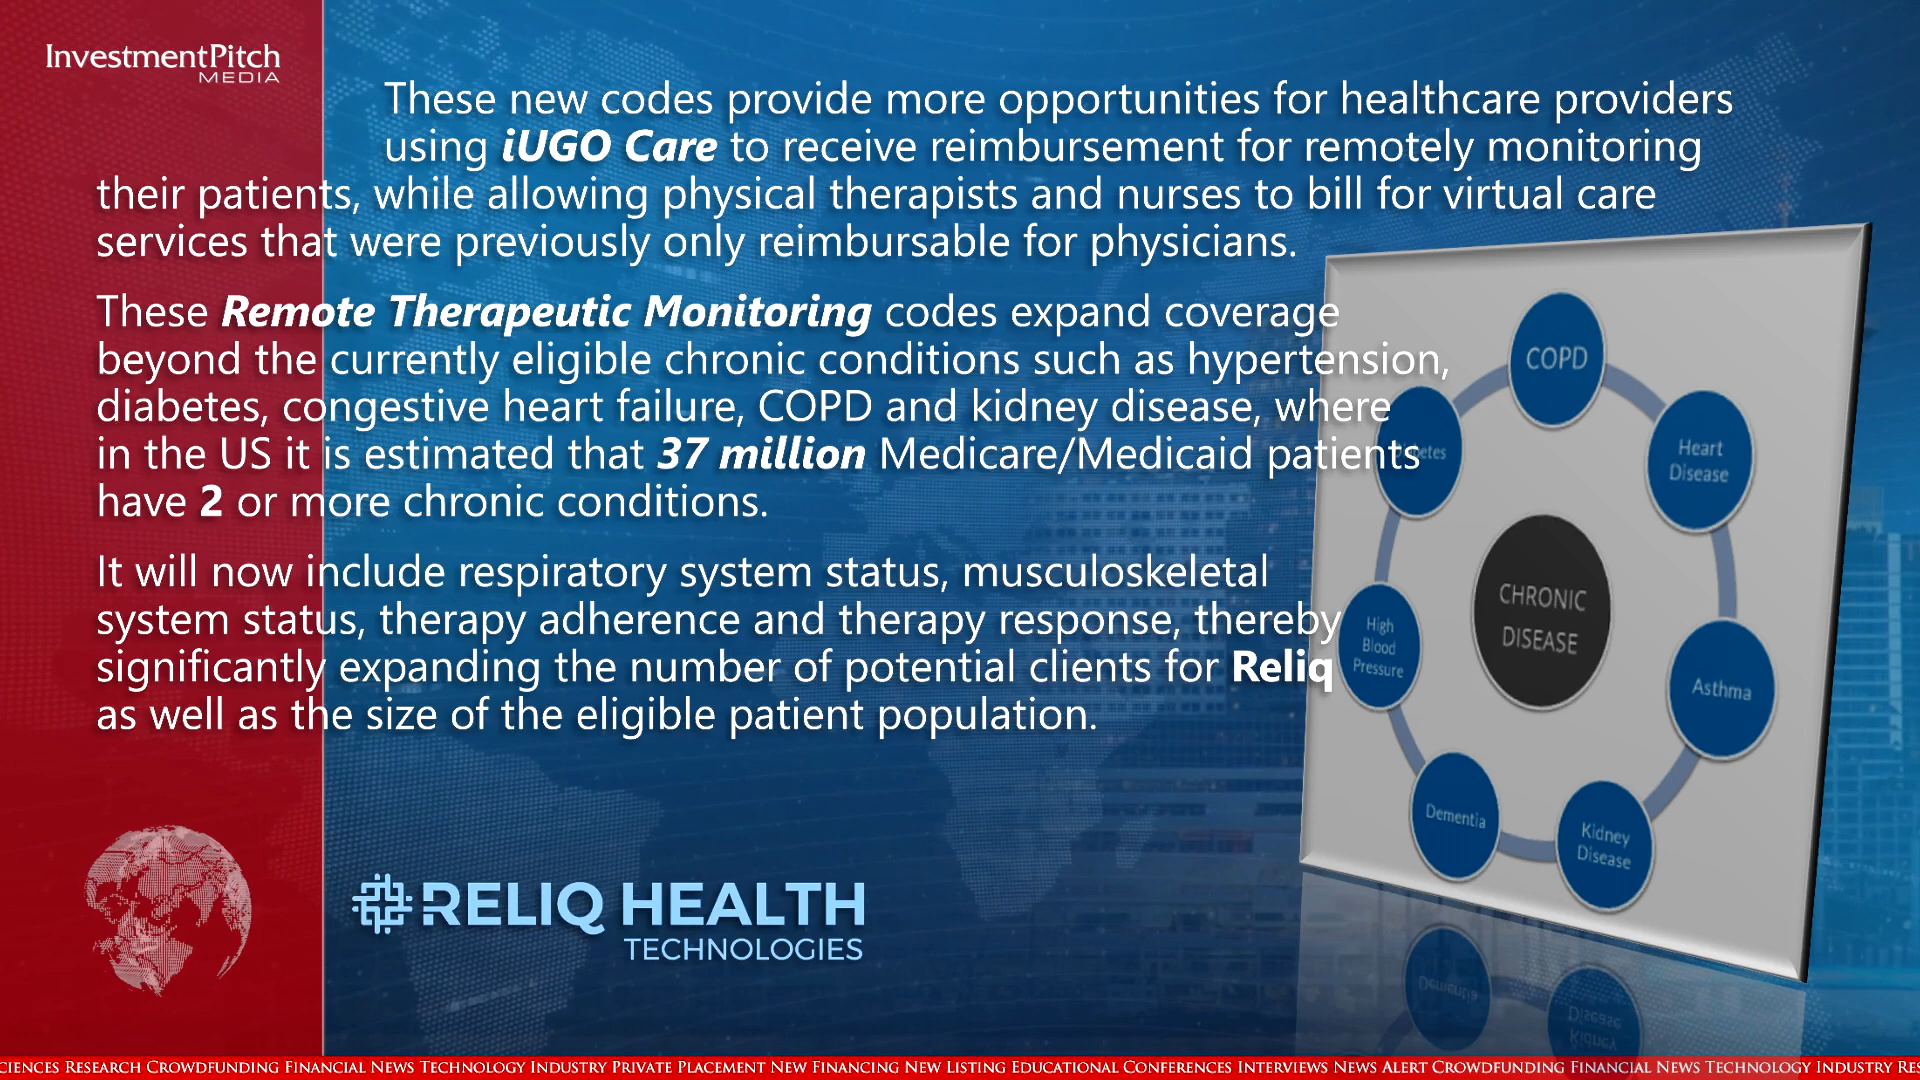 InvestmentPitch
MEDIA
These new codes provide more opportunities for healthcare providers
using iUGO Care to receive reimbursement for remotely monitoring
their patients, while allowing physical therapists and nurses to bill for virtual care
services that were previously only reimbursable for physicians.
These Remote Therapeutic Monitoring codes expand coverage
beyond the currently eligible chronic conditions such as hypertension,
diabetes, congestive heart failure, COPD and kidney disease, where
in the US it is estimated that 37 million Medicare/Medicaid patients
have 2 or more chronic conditions.
It will now include respiratory system status, musculoskeletal
system status, therapy adherence and therapy response, thereby
significantly expanding the number of potential clients for Reliq
as well as the size of the eligible patient population.
COPD
Heart
Disease
Asthma
Kidney
Disease
Dementia
High
Blood
Pressure
CHRONIC
DISEASE
RELIQ HEALTH
TECHNOLOGIES
Dementia
Disease
Kidney
RESEARCH CROWDFUNDING FINANCIAL NEWS TECHNOLOGY INDUSTRY PRIVATE PLACEMENT NEW FINANCING NEW LISTING EDUCATIONAL CONFERENCES INTERVIEWS NEWS ALERT CROWDFUNDING FINANCIAL NEWS TECHNOLOGY INDUSTRY